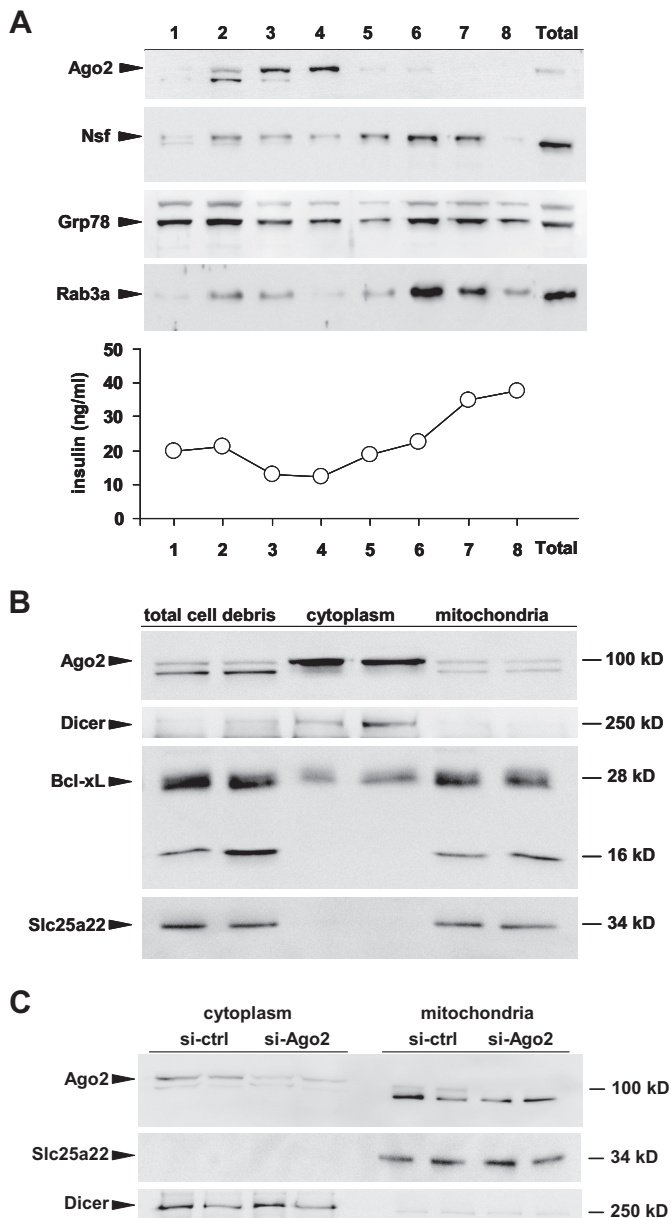 A
1 2 3 4 5 6 7 8 Total
Ago2
Nsf
Grp78
Rab3a
50
40
30
20
10
0
insulin (ng/ml)
1 2 3 4 5 6 7 8 Total
B
total cell debris cytoplasm mitochondria
Ago2 100 kD
Dicer 250 kD
Bcl-xL 28 kD
16 kD
Slc25a22 34 kD
C
cytoplasm mitochondria
si-ctrl si-Ago2 si-ctrl si-Ago2
Ago2 100 kD
Slc25a22 34 kD
Dicer 250 kD